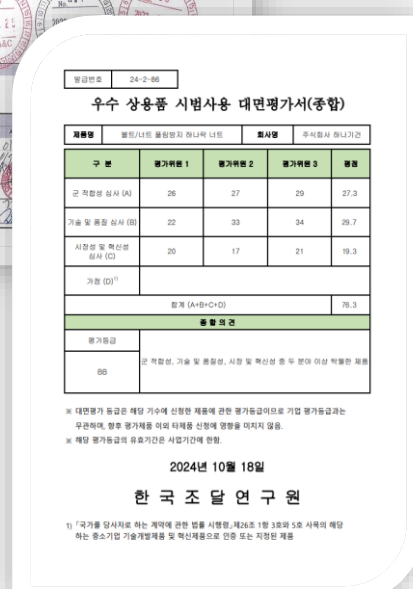 발급번호 24-2-86
우수 상용품 시범사용 대면평가서(종합)
제품명 볼트/너트 풀림방지 하나락 너트 회사명 주식회사 하나기건
구 분 평가위원 1 평가위원 2 평가위원 3 평점
군 적합성 심사 (A) 26 27 29 27.3
기술 및 품질 심사 (B) 22 33 34 29.7
시장성 및 혁신성
심사 (C) 20 17 21 19.3
가점 (D)1)
합계 (A+B+C+D) 76.3
종합의견
평가등급
BB
군 적합성, 기술 및 품질성, 시장 및 혁신성 중 두 분야 이상 탁월한 제품
※ 대면평가 등급은 해당 기수에 신청한 제품에 관한 평가등급이므로 기업 평가등급과는
무관하며, 향후 평가제품 이외 타제품 신청에 영향을 미치지 않음.
※ 해당 평가등급의 유효기간은 사업기간에 한함.
2024년 10월 18일
한국조달연구원
1) 「국가를 당사자로 하는 계약에 관한 법률 시행령」제26조 1항 3호와 5호 사목의 해당
하는 중소기업 기술개발제품 및 혁신제품으로 인증 또는 지정된 제품